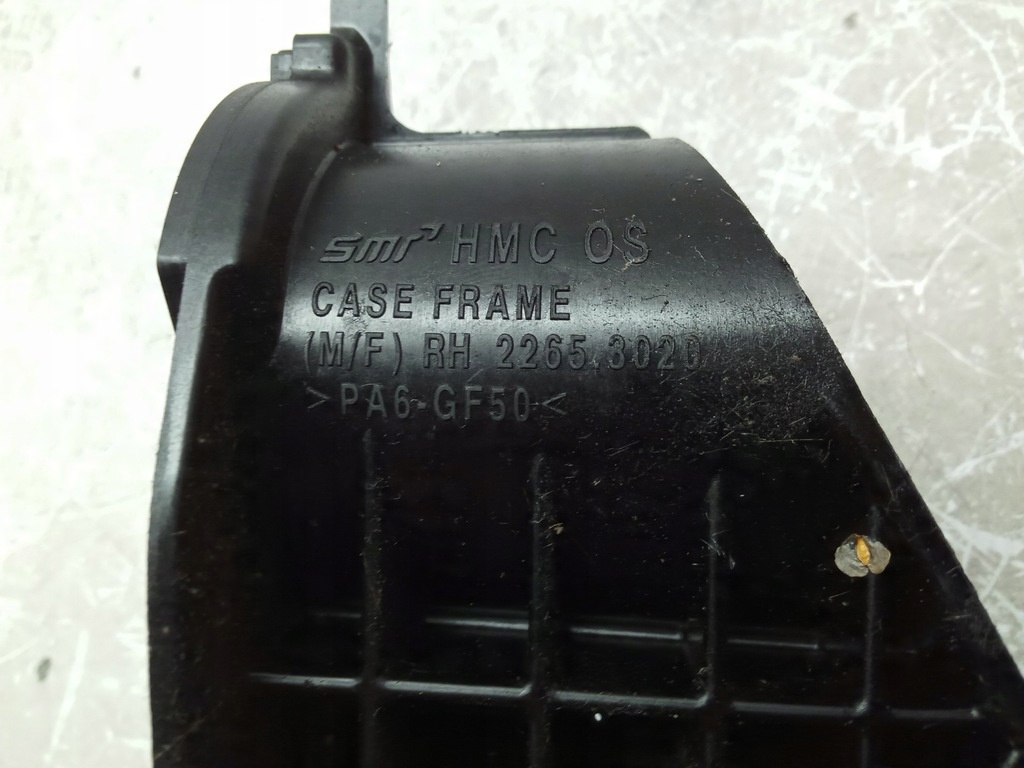 smr HMC OS
CASE FRAME
(M/F) RH 2265.3020
>PA6-GF50<